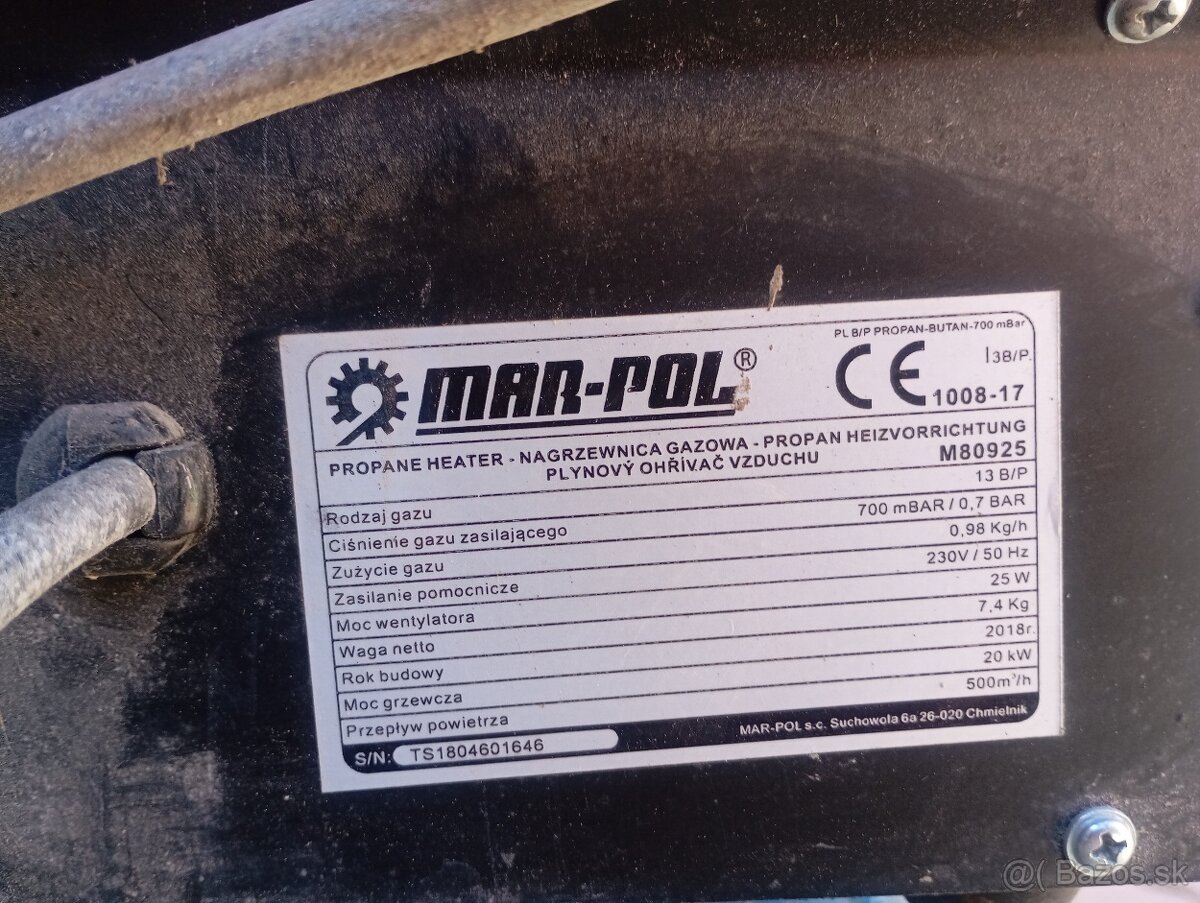 PL B/P PROPAN-BUTAN-700 mBar
MAR-POL®
CE
I3B/P.
1008-17
PROPANE HEATER - NAGRZEWNICA GAZOWA - PROPAN HEIZVORRICHTUNG
PLYNOVÝ OHŘÍVAČ VZDUCHU M80925
Rodzaj gazu 13 B/P
Ciśnienie gazu zasilającego 700 mBAR / 0,7 BAR
Zużycie gazu 0,98 Kg/h
Zasilanie pomocnicze 230V / 50 Hz
Moc wentylatora 25 W
Waga netto 7,4 Kg
Rok budowy 2018r.
Moc grzewcza 20 kW
Przepływ powietrza 500m³/h
S/N: TS1804601646
MAR-POL s.c. Suchowola 6a 26-020 Chmielnik
@( Bazos.sk